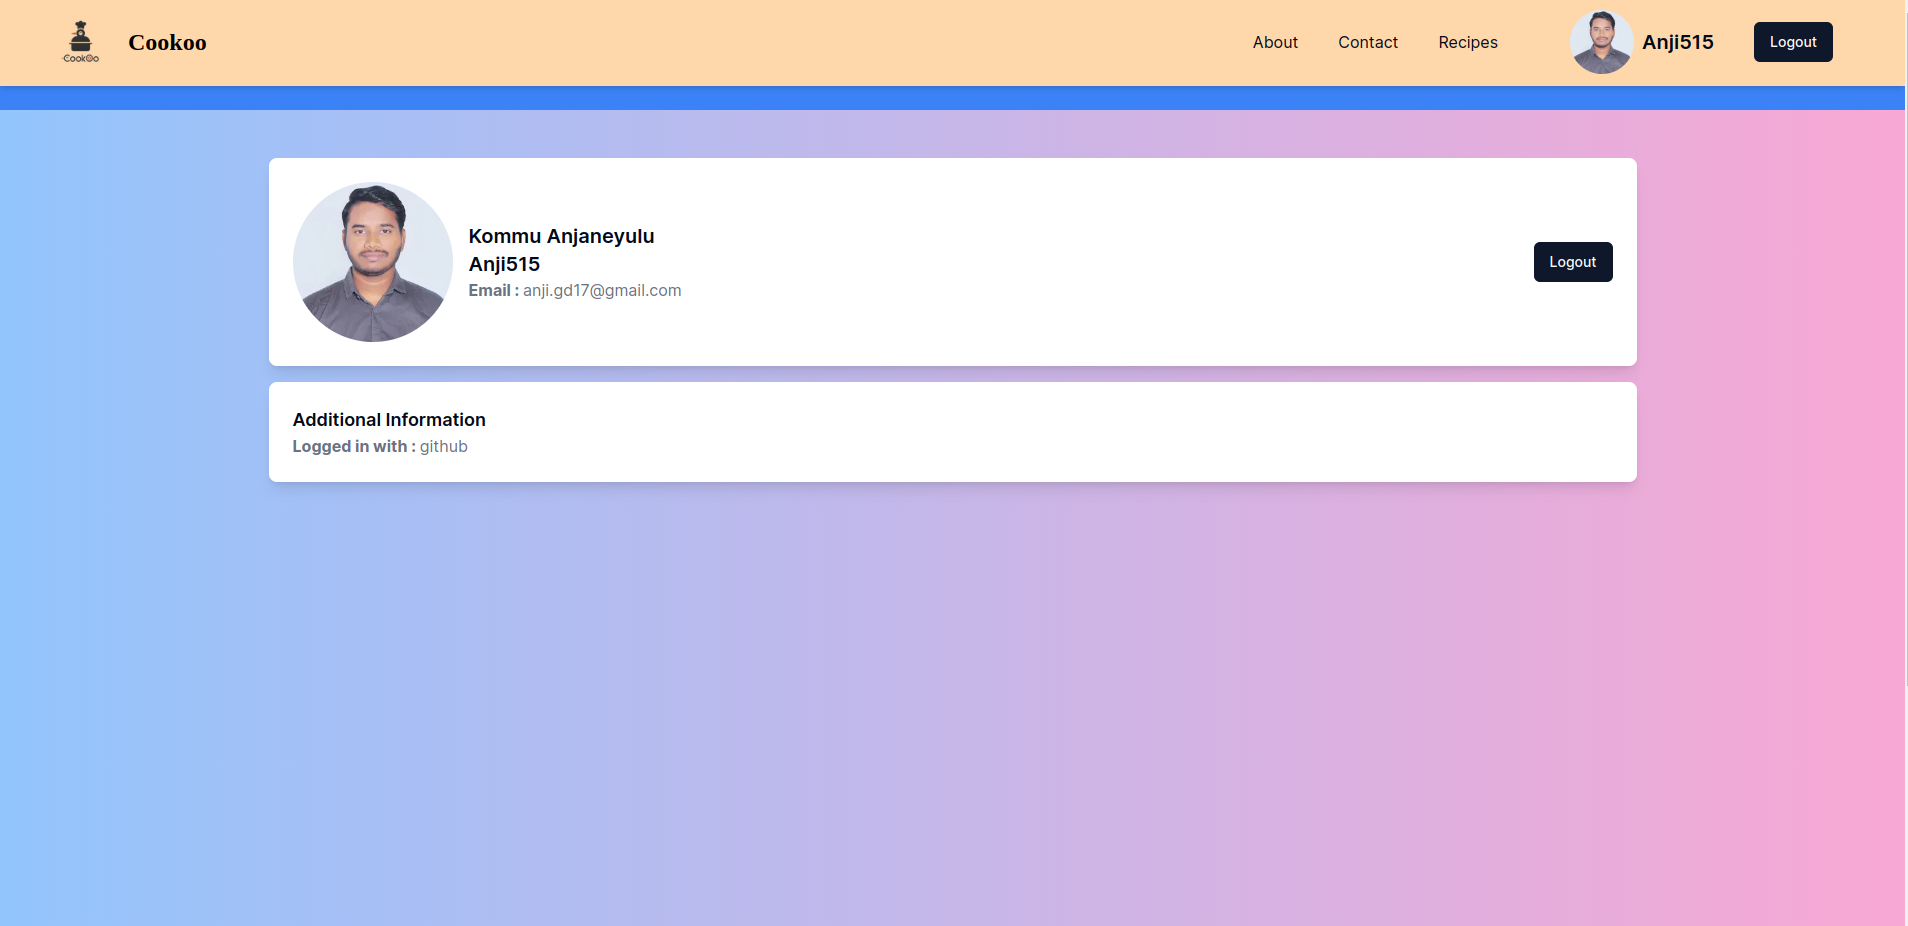 CookOo
Cookoo
About
Contact
Recipes
Anji515
Logout
Kommu Anjaneyulu
Anji515
Email : anji.gd17@gmail.com
Logout
Additional Information
Logged in with : github